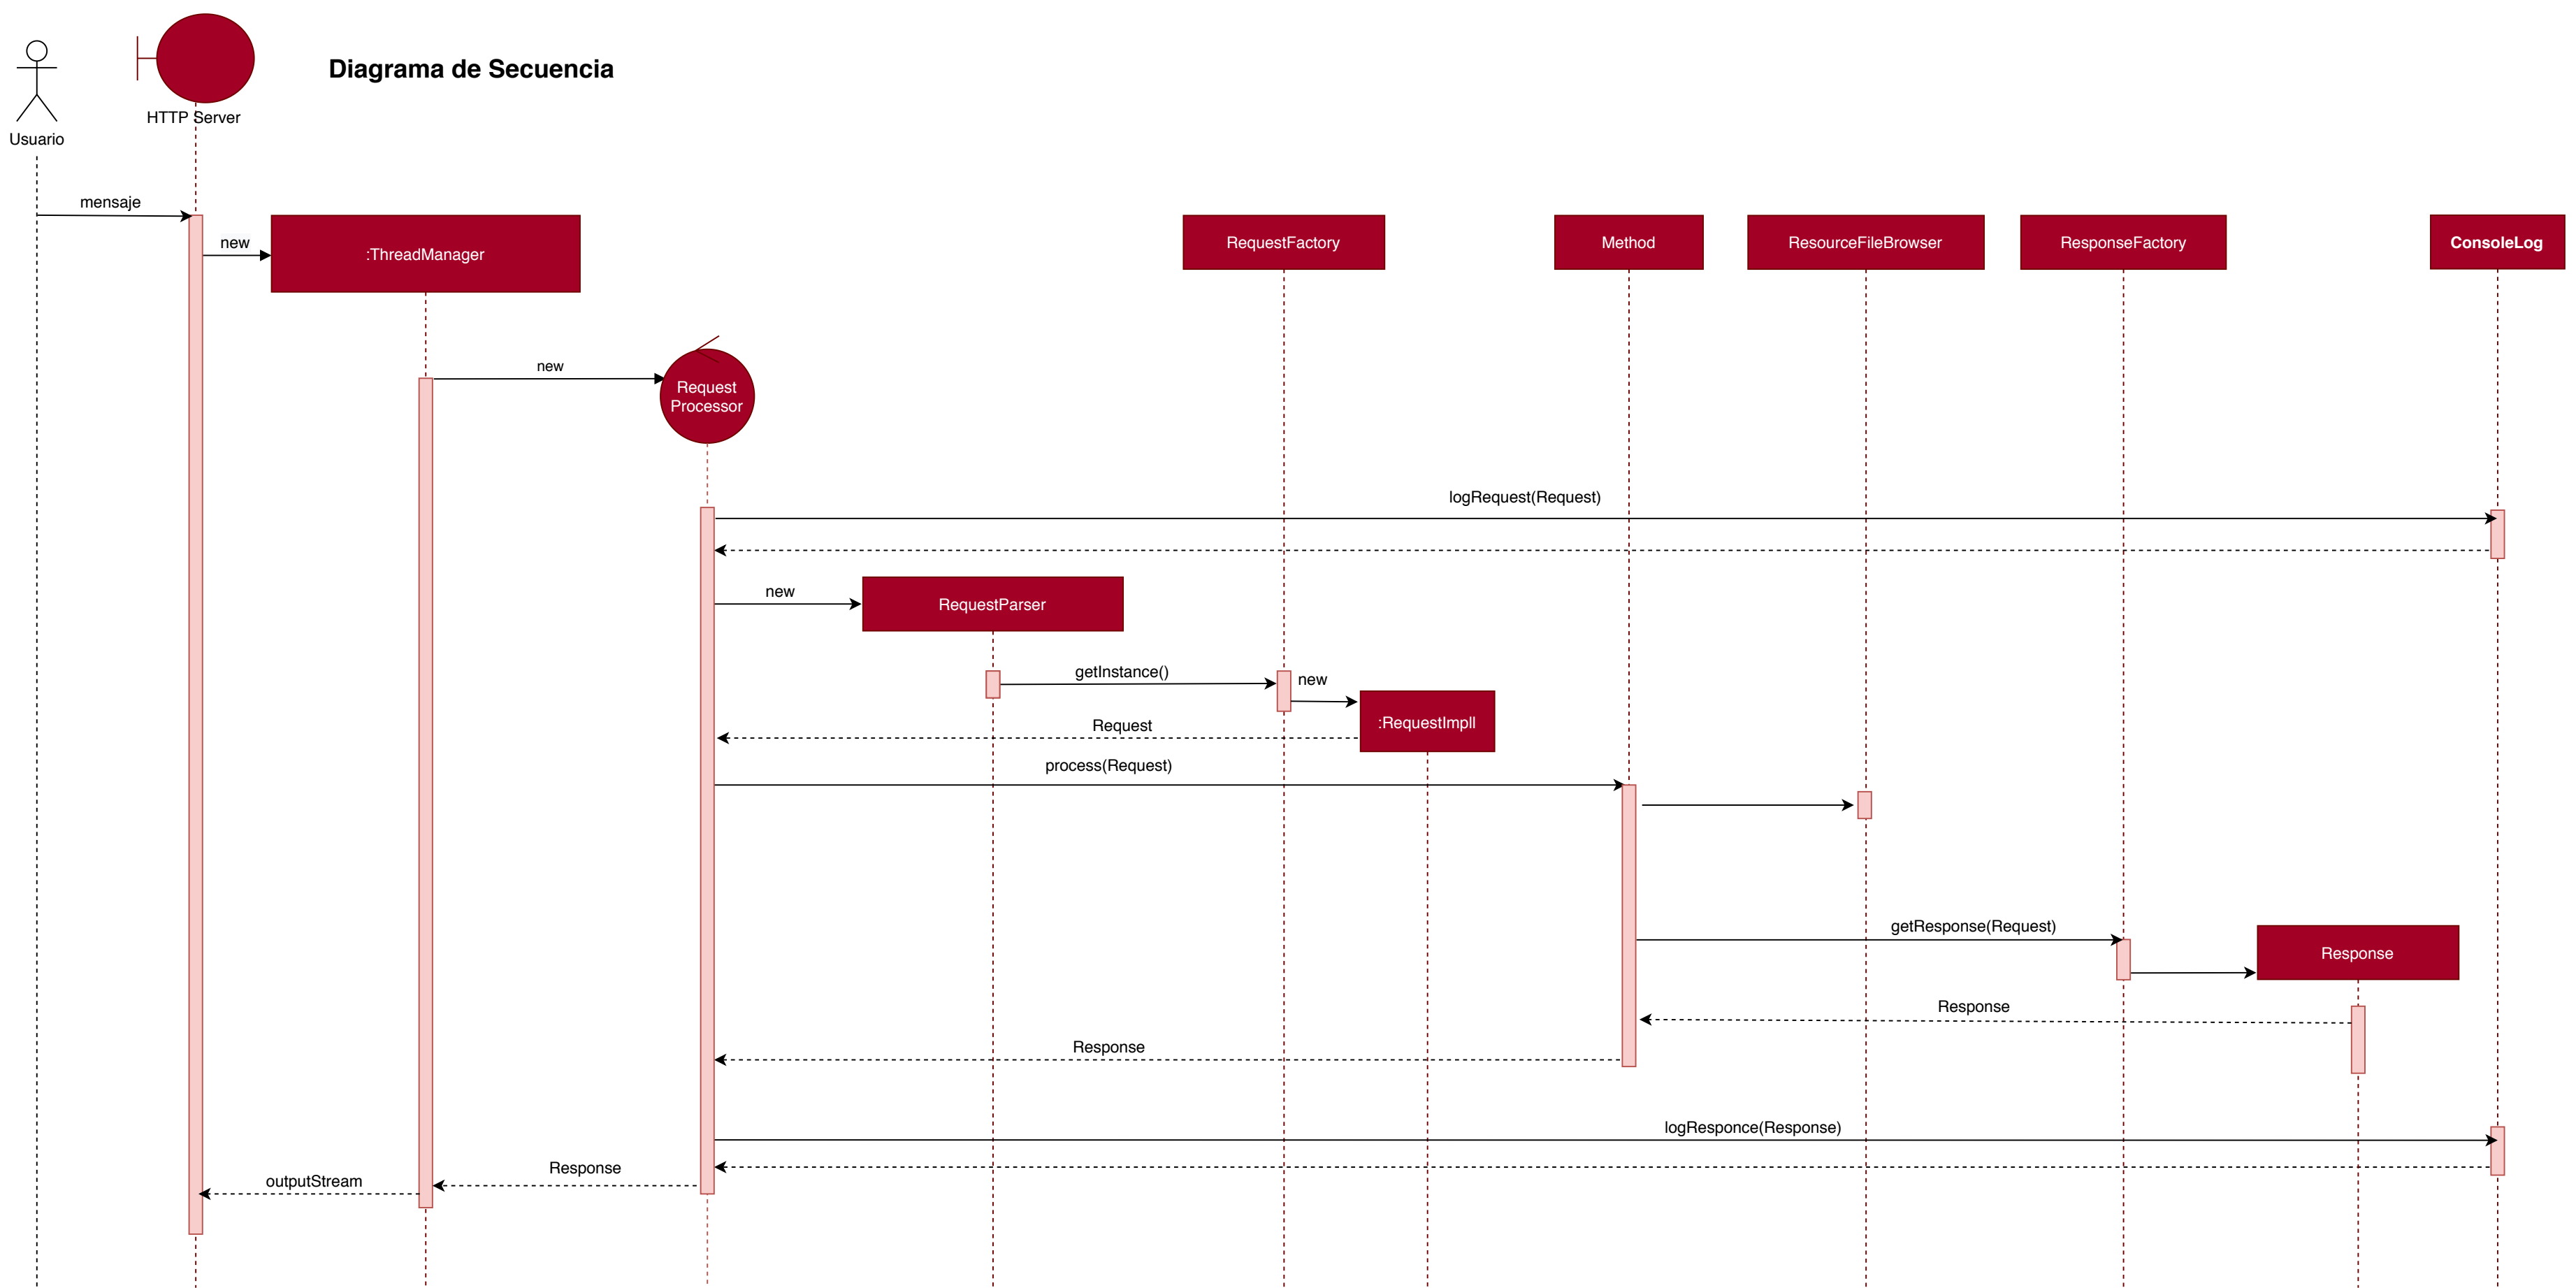 Diagrama de Secuencia
HTTP Server
Usuario
mensaje
new
:ThreadManager
RequestFactory
Method
ResourceFileBrowser
ResponseFactory
ConsoleLog
new
Request
Processor
logRequest(Request)
new
RequestParser
getInstance()
new
:RequestImpll
Request
process(Request)
getResponse(Request)
Response
Response
Response
logResponce(Response)
Response
outputStream